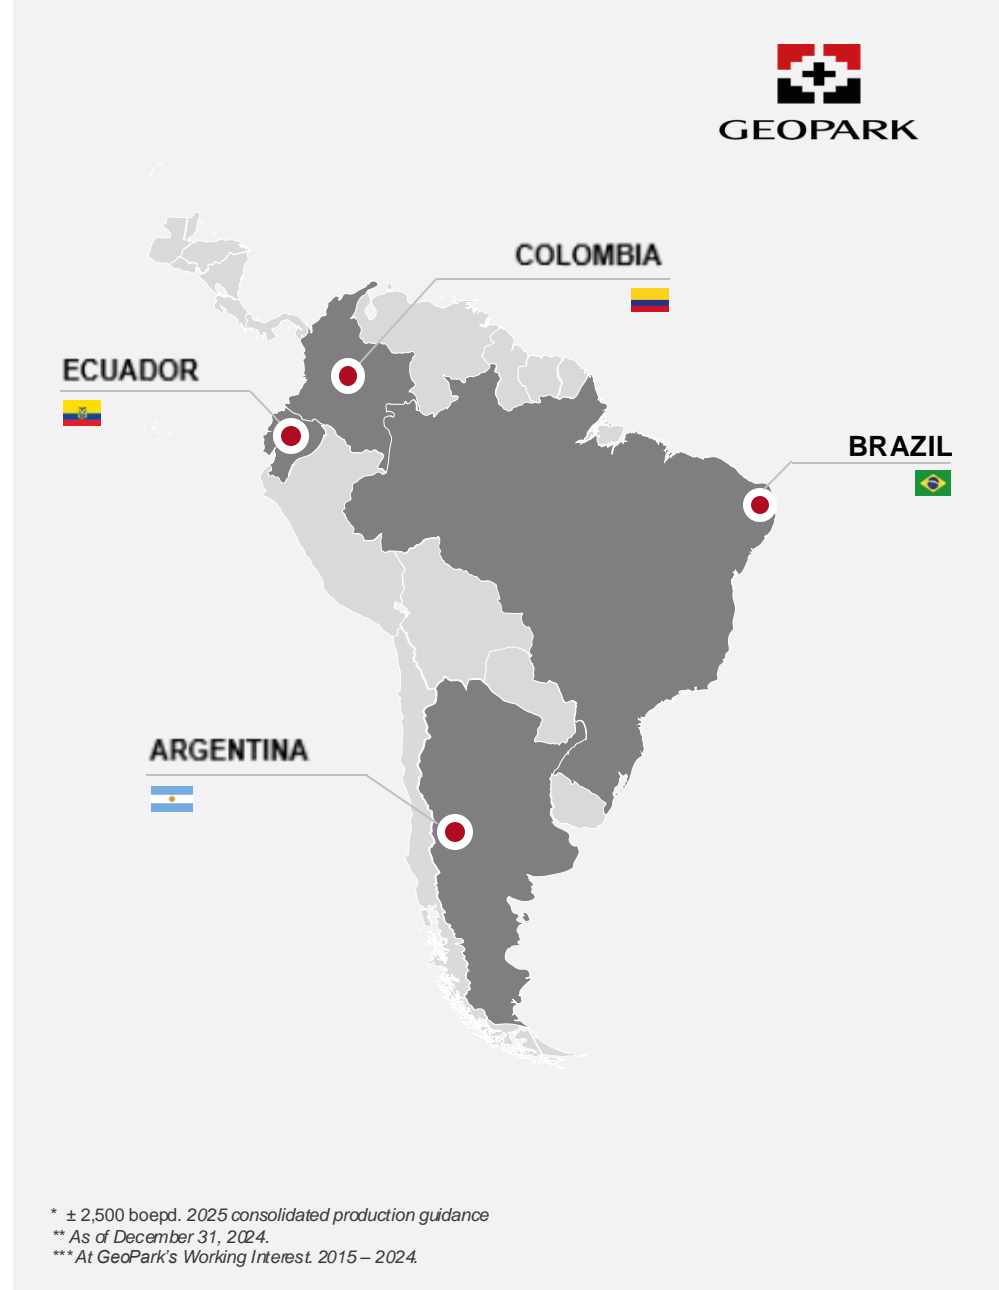 GEOPARK
COLOMBIA
ECUADOR
BRAZIL
ARGENTINA
* ± 2,500 boepd. 2025 consolidated production guidance
** As of December 31, 2024.
*** At GeoPark's Working Interest. 2015 – 2024.